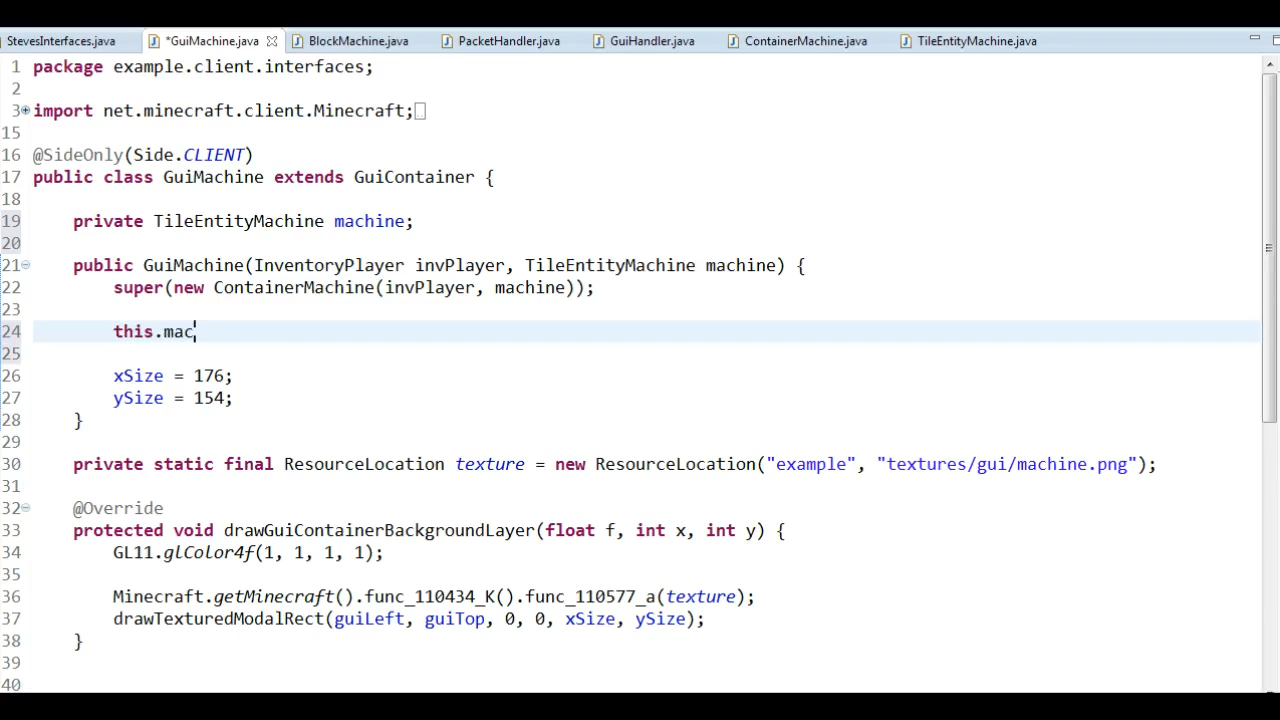 StevesInterfaces.java *GuiMachine.java BlockMachine.java PacketHandler.java GuiHandler.java ContainerMachine.java TileEntityMachine.java
1 package example.client.interfaces;
2
3 import net.minecraft.client.Minecraft;
15
16 @SideOnly(Side.CLIENT)
17 public class GuiMachine extends GuiContainer {
18
19 private TileEntityMachine machine;
20
21 public GuiMachine(InventoryPlayer invPlayer, TileEntityMachine machine) {
22 super(new ContainerMachine(invPlayer, machine));
23
24 this.mac
25
26 xSize = 176;
27 ySize = 154;
28 }
29
30 private static final ResourceLocation texture = new ResourceLocation("example", "textures/gui/machine.png");
31
32 @Override
33 protected void drawGuiContainerBackgroundLayer(float f, int x, int y) {
34 GL11.glColor4f(1, 1, 1, 1);
35
36 Minecraft.getMinecraft().func_110434_K().func_110577_a(texture);
37 drawTexturedModalRect(guiLeft, guiTop, 0, 0, xSize, ySize);
38 }
39
40